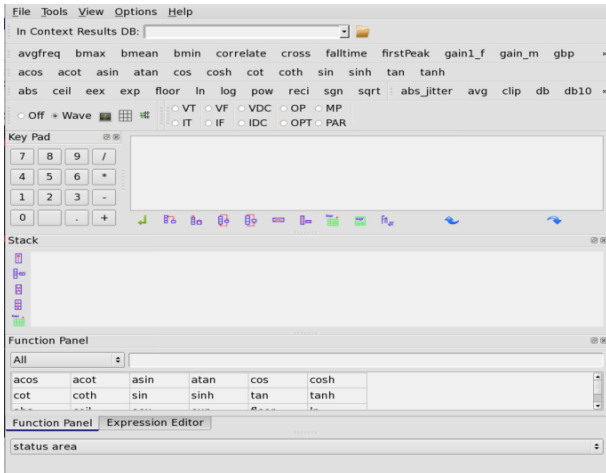 File Tools View Options Help
In Context Results DB:
avgfreq bmax bmean bmin correlate cross falltime firstPeak gain1_f gain_m gbp
acos acot asin atan cos cosh cot coth sin sinh tan tanh
abs ceil eex exp floor ln log pow reci sgn sqrt abs_jitter avg clip db db10 »
Off Wave VT VF VDC OP MP
IT IF IDC OPT PAR
Key Pad
7 8 9 /
4 5 6 *
1 2 3 -
0 . +
Stack
Function Panel
All
acos acot asin atan cos cosh
cot coth sin sinh tan tanh
Function Panel Expression Editor
status area